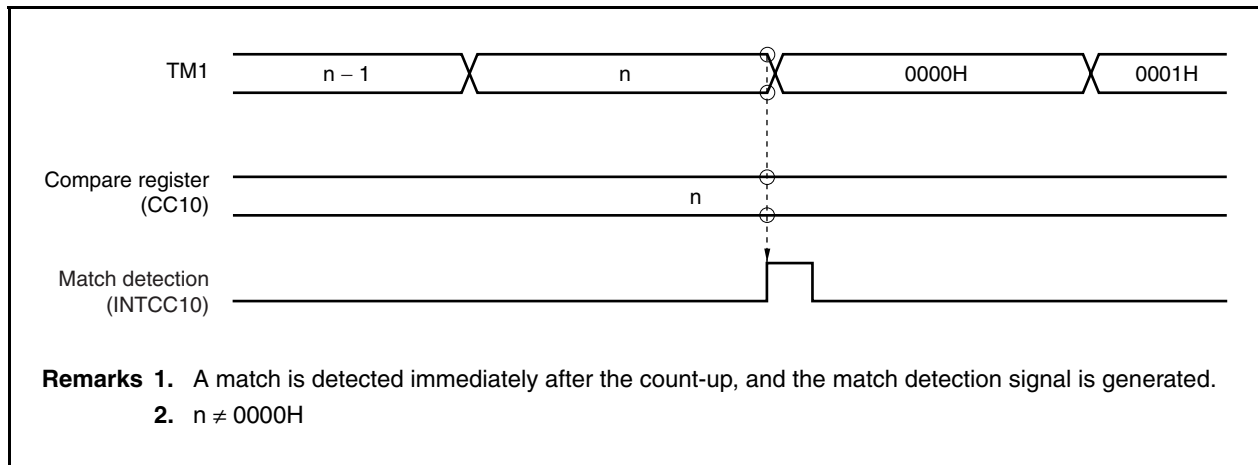 TM1 n – 1 n 0000H 0001H
Compare register
(CC10)
n
Match detection
(INTCC10)
Remarks 1. A match is detected immediately after the count-up, and the match detection signal is generated.
2. n ≠ 0000H